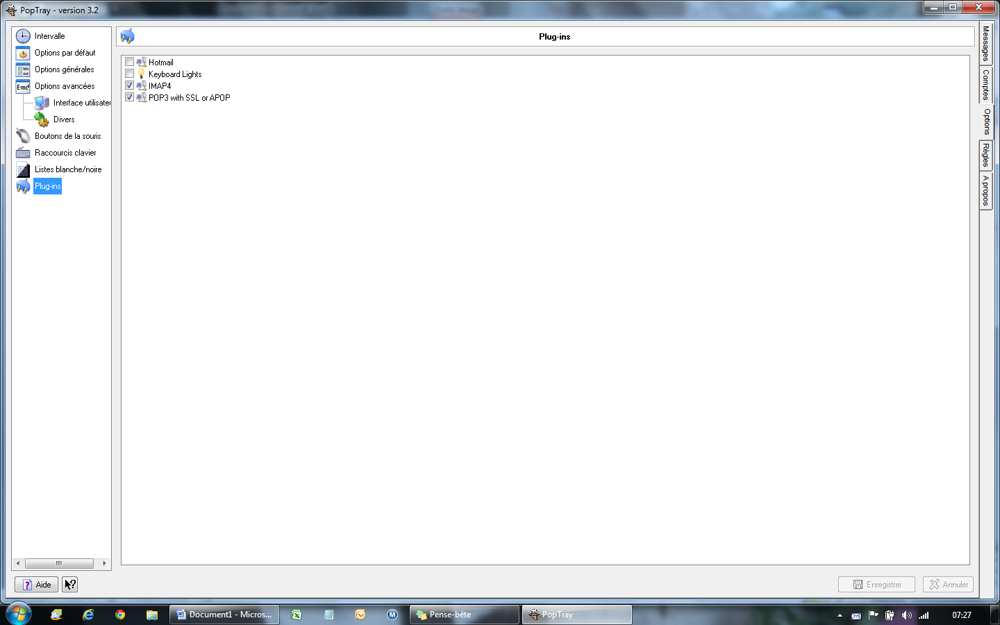 PopTray - version 3.2
Intervalle
Options par défaut
Options générales
Options avancées
Interface utilisate
Divers
Boutons de la souris
Raccourcis clavier
Listes blanche/noire
Plug-ins
Plug-ins
Hotmail
Keyboard Lights
IMAP4
POP3 with SSL or APOP
Messages
Comptes
Options
Règles
A propos
Aide
Enregistrer
Annuler
Document1 - Micros...
Pense-bête
PopTray
07:27